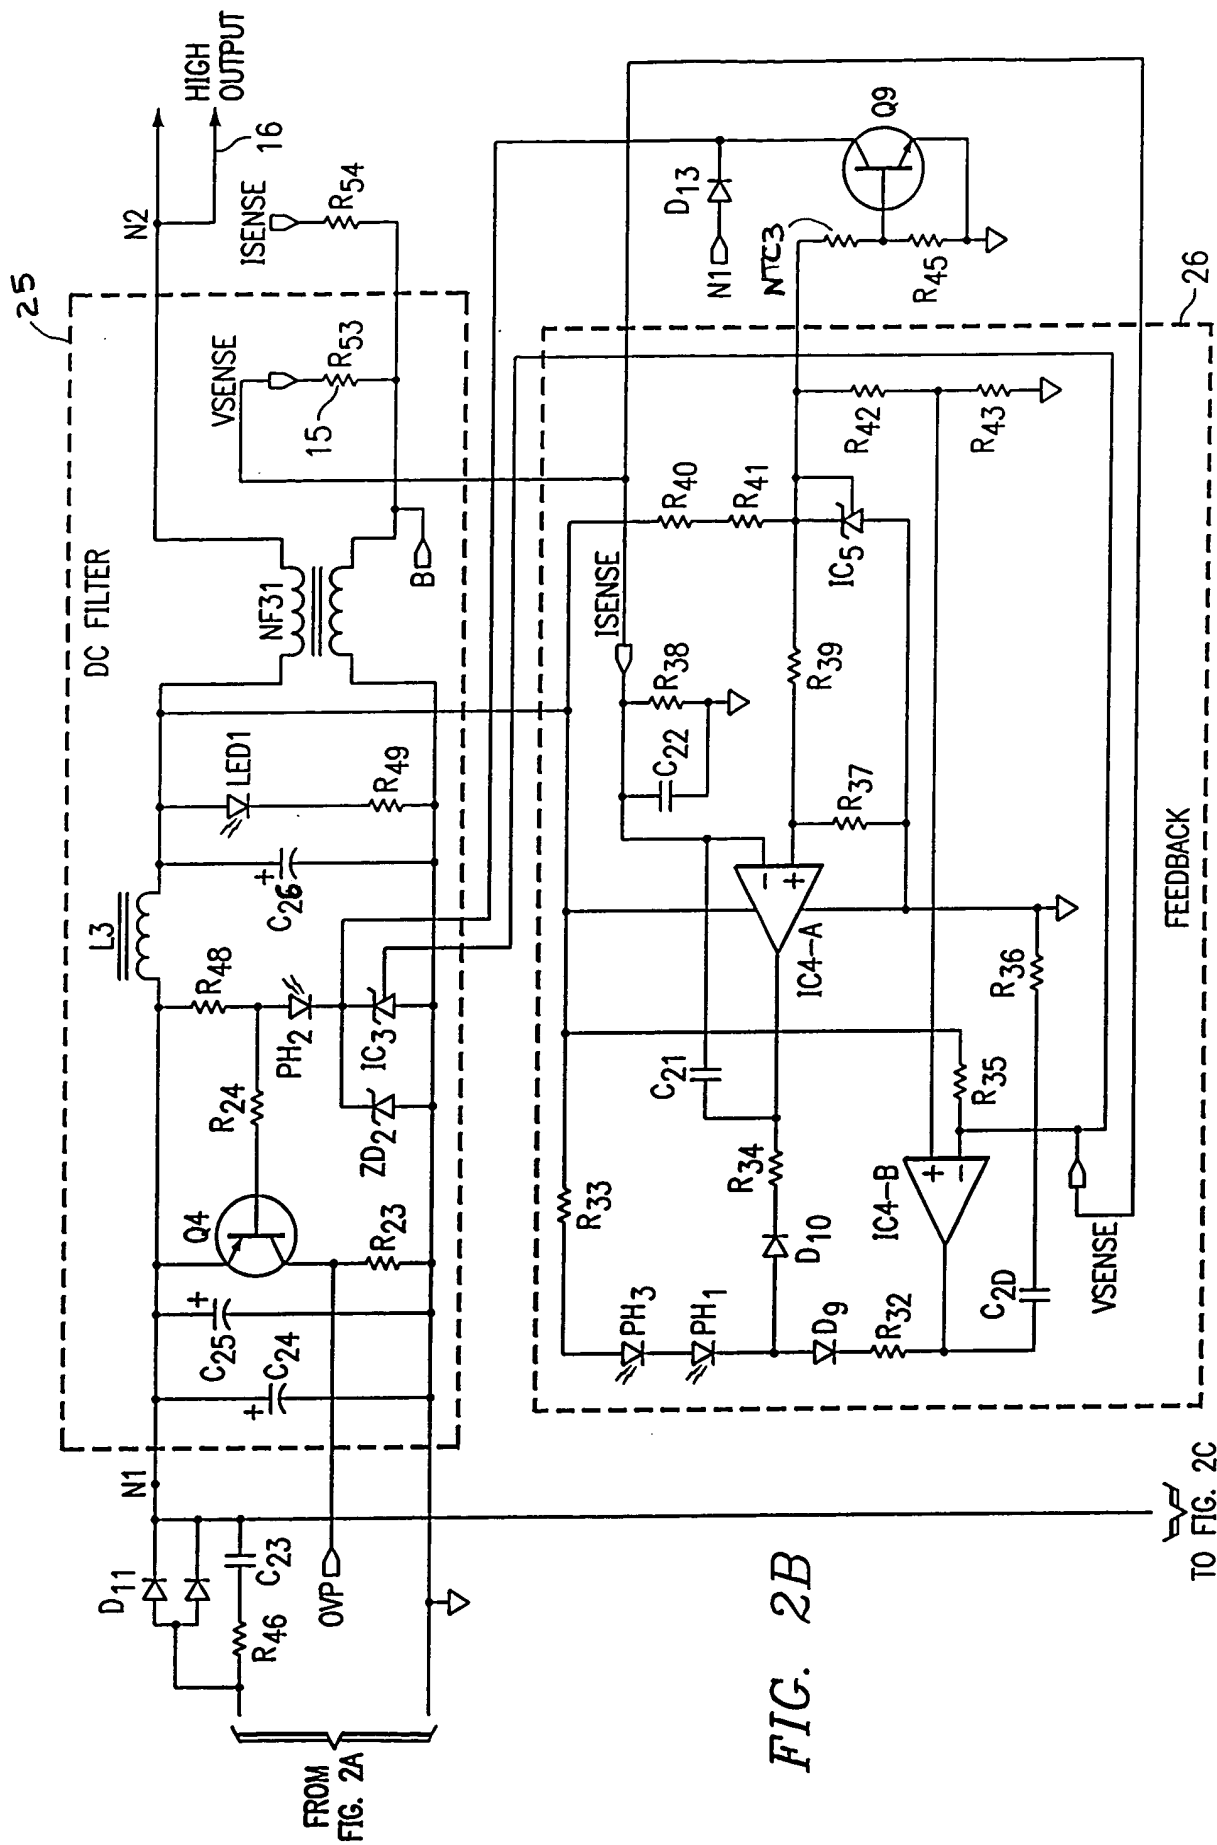 25
DC FILTER
N2
HIGH
OUTPUT
16
ISENSE
R54
VSENSE
15
R53
B
NF31
LED1
R49
C26
L3
R48
PH2
IC3
ZD2
R24
Q4
R23
C25
C24
N1
D11
C23
R46
OVP
FROM
FIG. 2A
26
FEEDBACK
Q9
D13
N1
NTC3
R45
R42
R43
R40
R41
IC5
ISENSE
R38
C22
R39
R37
IC4-A
R36
C21
R35
R34
R33
IC4-B
D10
VSENSE
PH3
PH1
D9
R32
C2D
TO FIG. 2C
FIG. 2B